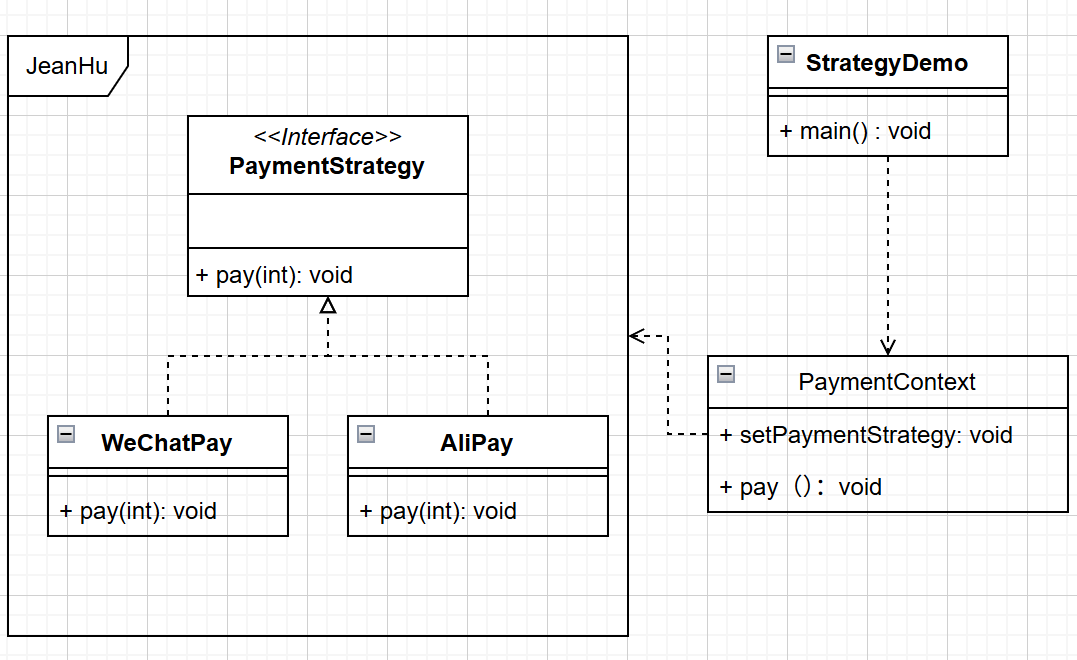 JeanHu
<<Interface>>
PaymentStrategy
+ pay(int): void
WeChatPay
+ pay(int): void
AliPay
+ pay(int): void
StrategyDemo
+ main() : void
PaymentContext
+ setPaymentStrategy: void
+ pay（）：void